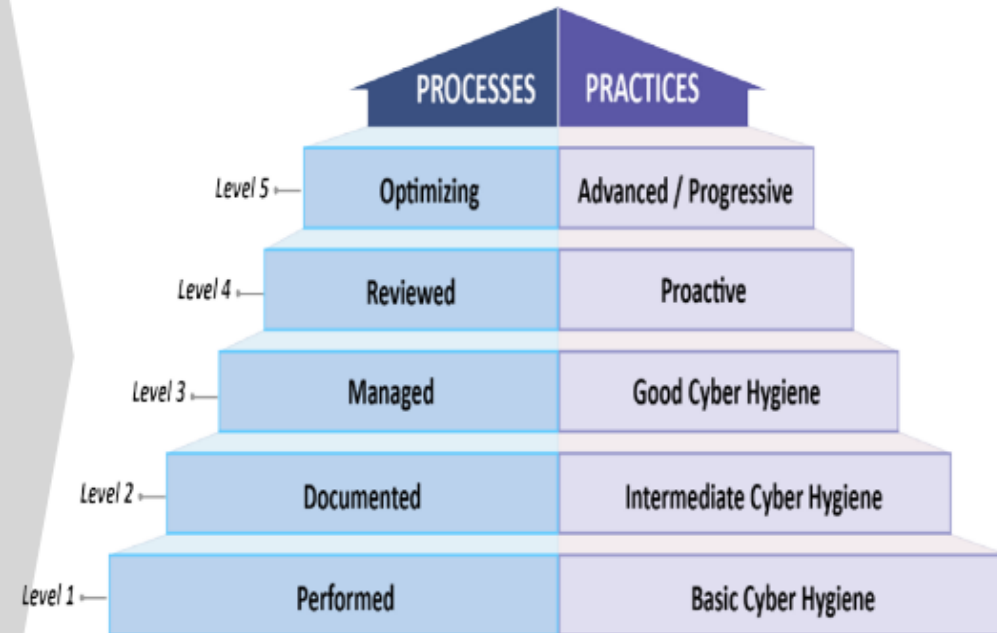 PROCESSES PRACTICES
Level 5 Optimizing Advanced / Progressive
Level 4 Reviewed Proactive
Level 3 Managed Good Cyber Hygiene
Level 2 Documented Intermediate Cyber Hygiene
Level 1 Performed Basic Cyber Hygiene